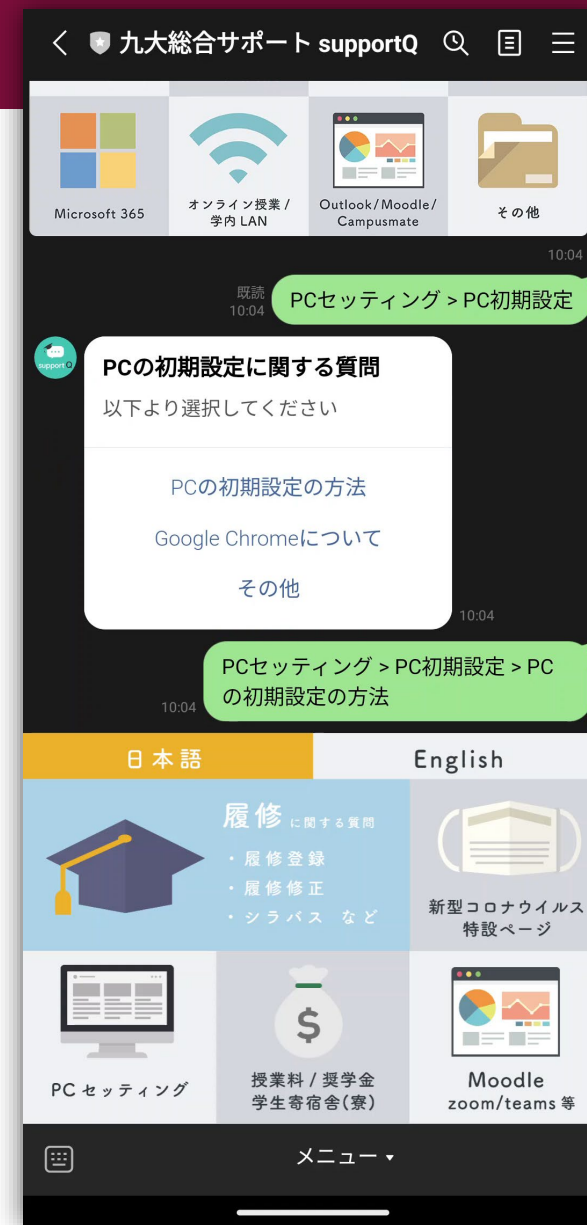 九大総合サポート supportQ
Microsoft 365
オンライン授業 /
学内 LAN
Outlook/Moodle/
Campusmate
その他
10:04
既読
10:04
PCセッティング > PC初期設定
supportQ
PCの初期設定に関する質問
以下より選択してください
PCの初期設定の方法
Google Chromeについて
その他
10:04
PCセッティング > PC初期設定 > PC
の初期設定の方法
10:04
日本語
English
履修 に関する質問
・履修登録
・履修修正
・シラバス など
新型コロナウイルス
特設ページ
PC セッティング
$
授業料 / 奨学金
学生寄宿舎(寮)
Moodle
zoom/teams 等
メニュー ▾